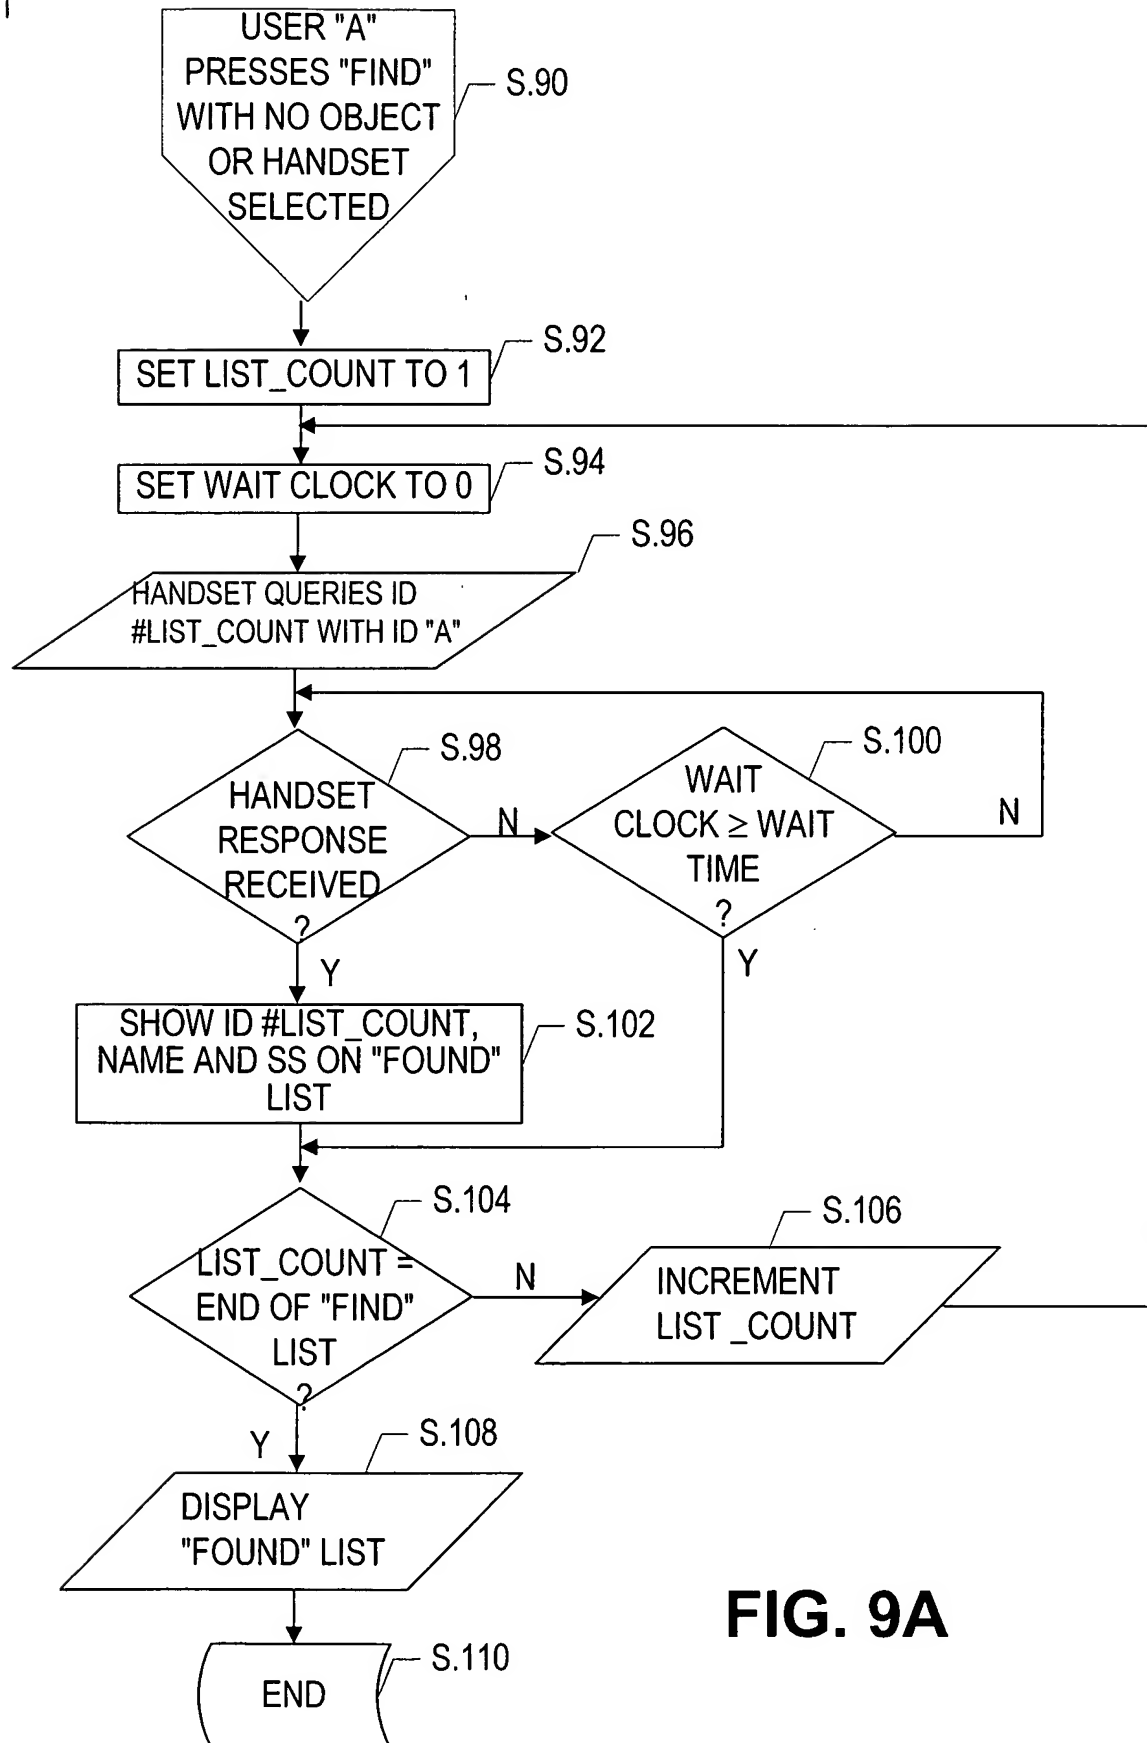 USER "A"
PRESSES "FIND"
WITH NO OBJECT
OR HANDSET
SELECTED
S.90
S.92
SET LIST_COUNT TO 1
S.94
SET WAIT CLOCK TO 0
S.96
HANDSET QUERIES ID
#LIST_COUNT WITH ID "A"
S.98
HANDSET
RESPONSE
RECEIVED
?
N
Y
S.100
WAIT
CLOCK ≥ WAIT
TIME
?
N
Y
S.102
SHOW ID #LIST_COUNT,
NAME AND SS ON "FOUND"
LIST
S.104
LIST_COUNT =
END OF "FIND"
LIST
?
N
Y
S.106
INCREMENT
LIST _COUNT
S.108
DISPLAY
"FOUND" LIST
S.110
END
FIG. 9A